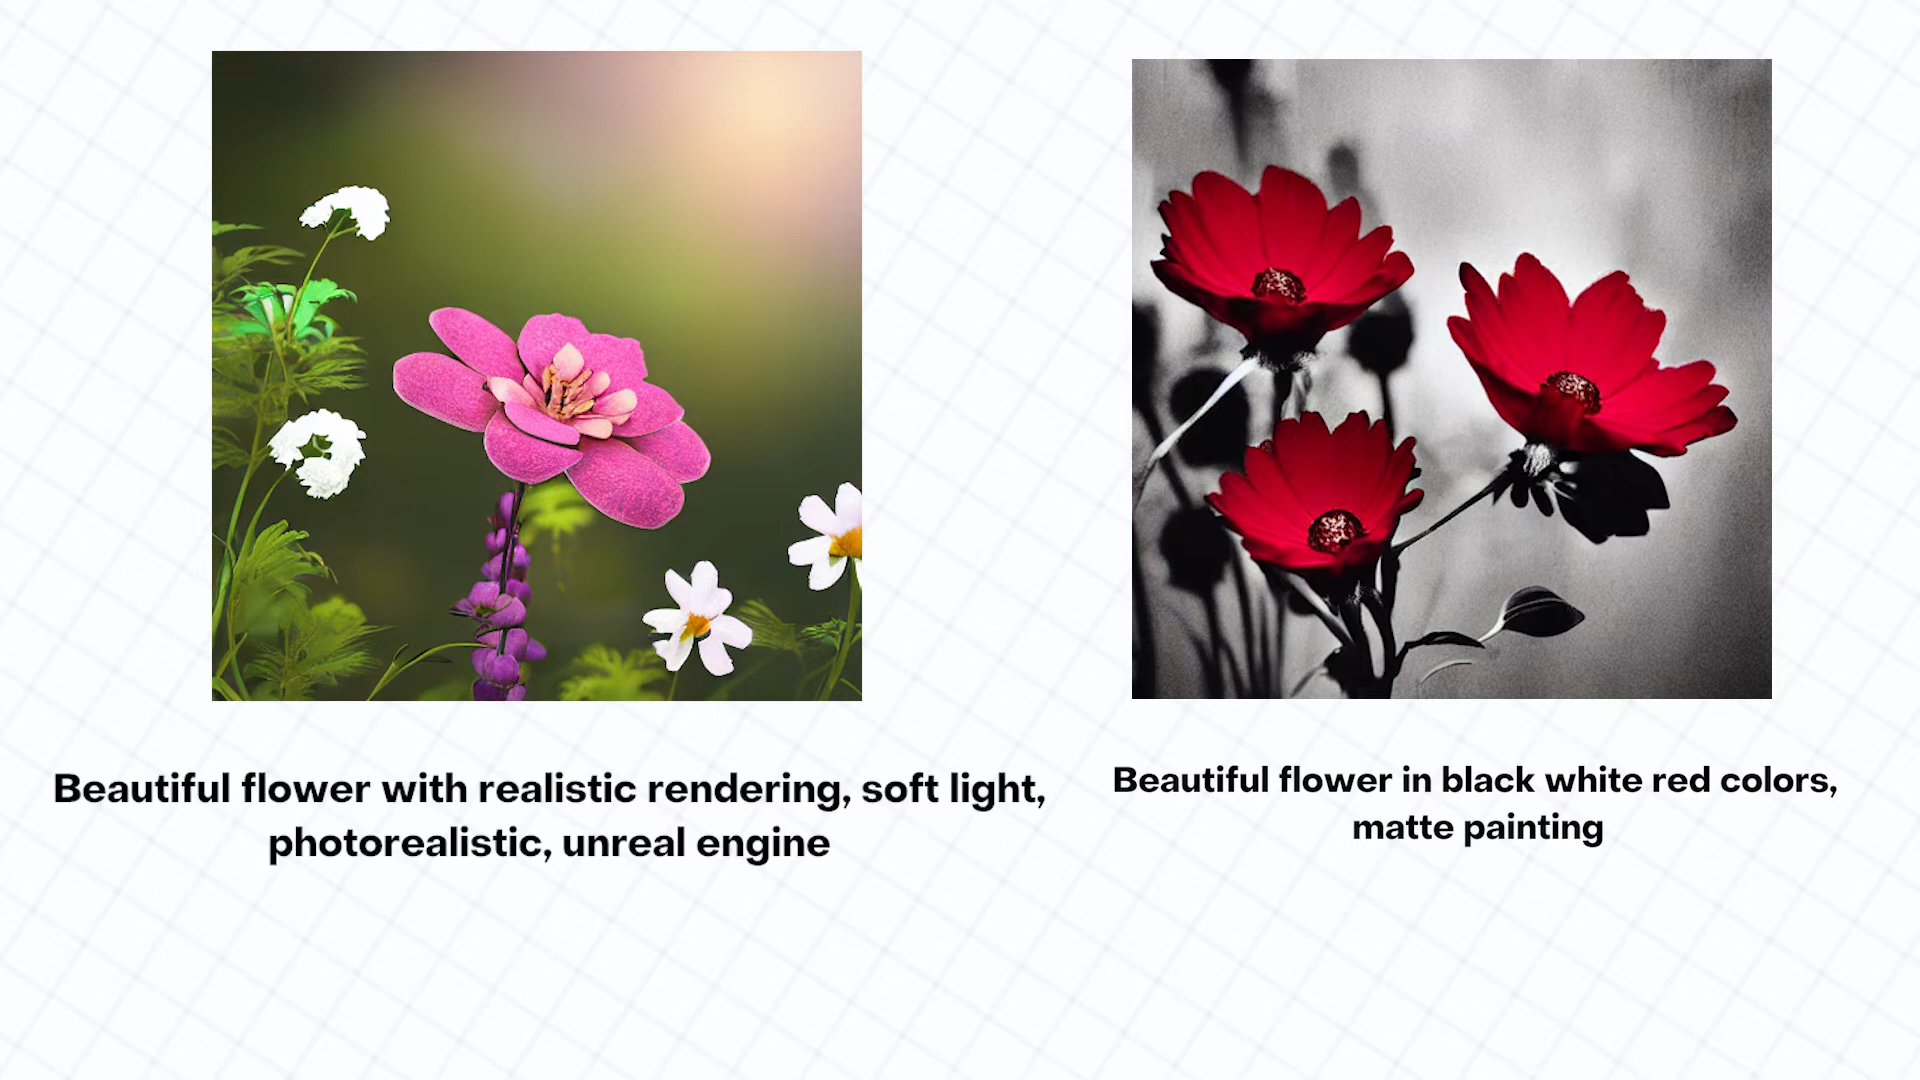 Beautiful flower with realistic rendering, soft light,
photorealistic, unreal engine
Beautiful flower in black white red colors,
matte painting